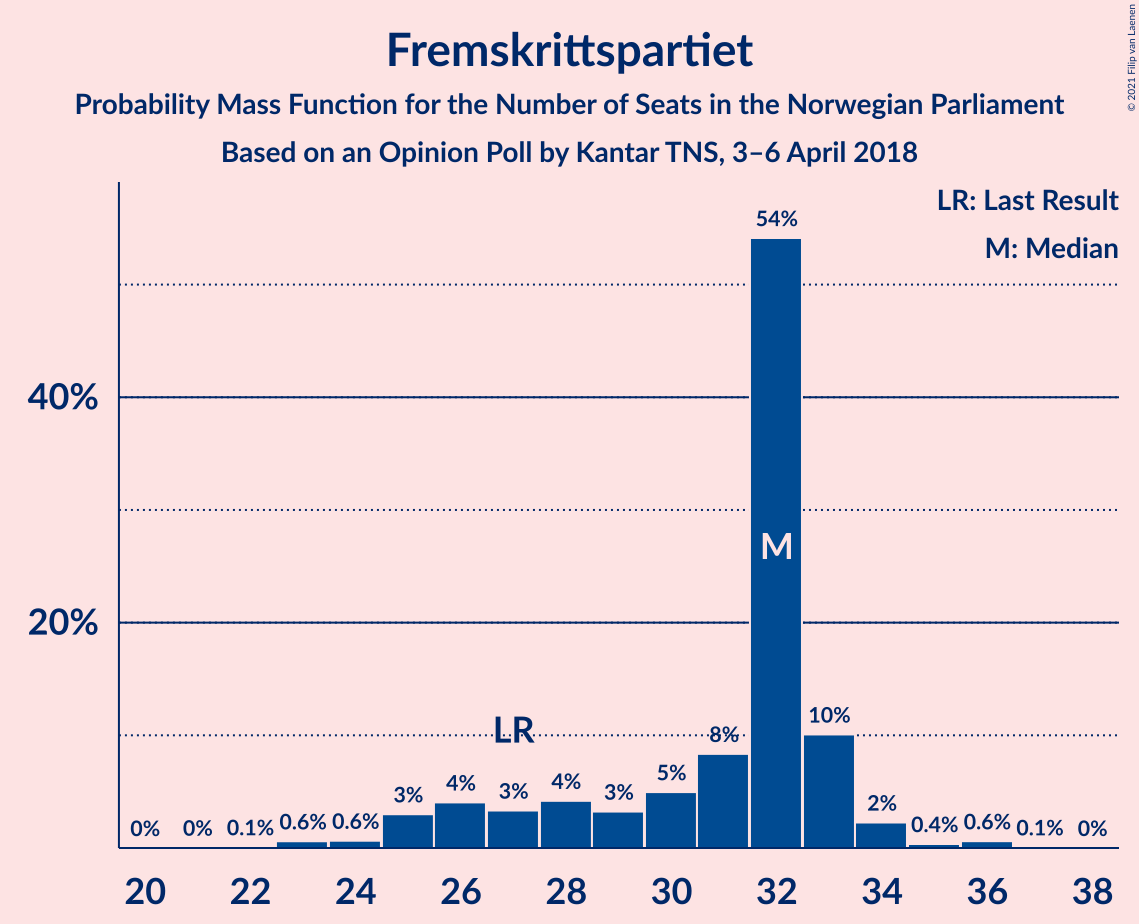 Fremskrittspartiet
Probability Mass Function for the Number of Seats in the Norwegian Parliament
Based on an Opinion Poll by Kantar TNS, 3–6 April 2018
© 2021 Filip van Laenen
LR: Last Result
M: Median
40%
20%
0%
0%
0.1%
0.6%
0.6%
3%
4%
3%
4%
3%
5%
8%
54%
10%
2%
0.4%
0.6%
0.1%
0%
LR
M
20 22 24 26 28 30 32 34 36 38